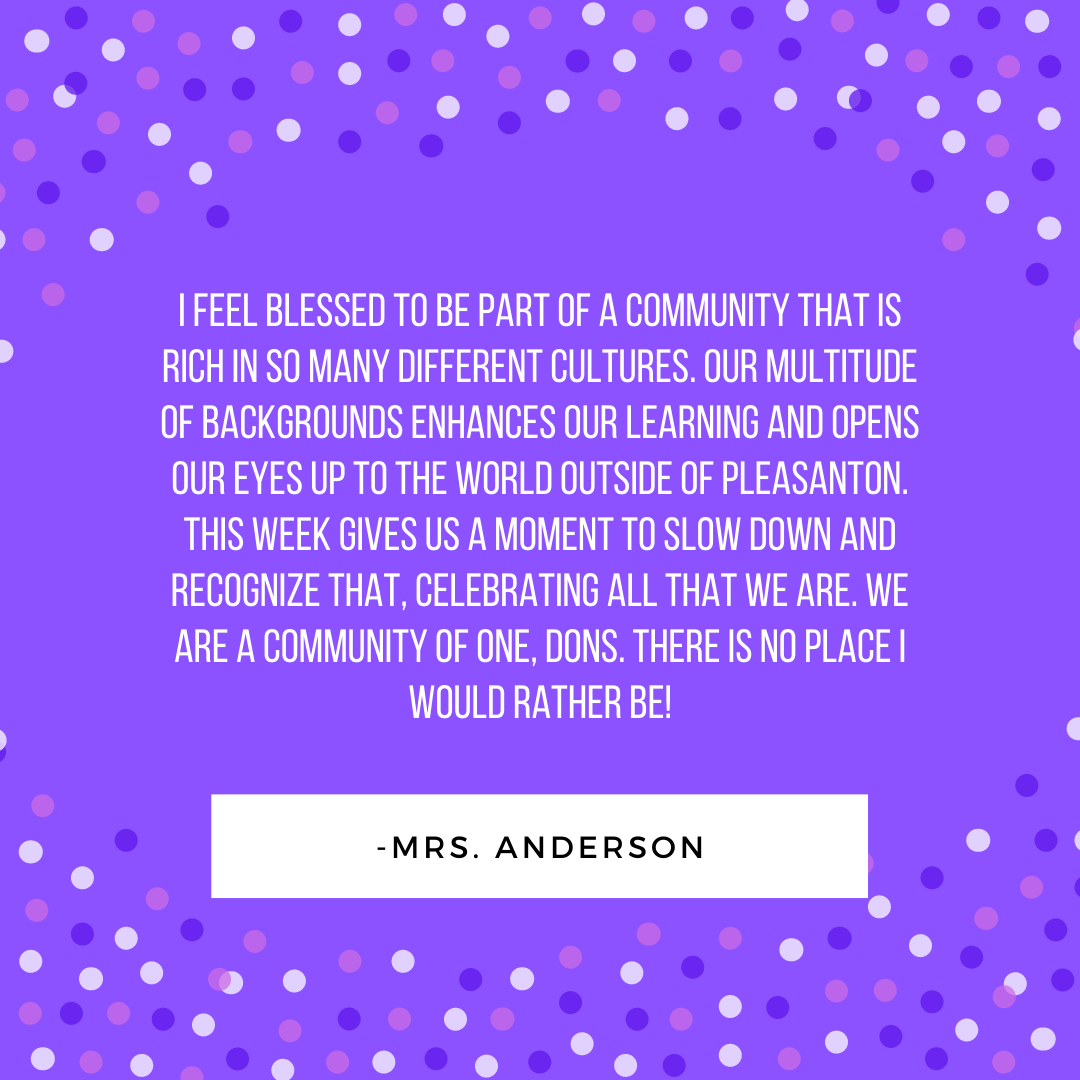 I FEEL BLESSED TO BE PART OF A COMMUNITY THAT IS
RICH IN SO MANY DIFFERENT CULTURES. OUR MULTITUDE
OF BACKGROUNDS ENHANCES OUR LEARNING AND OPENS
OUR EYES UP TO THE WORLD OUTSIDE OF PLEASANTON.
THIS WEEK GIVES US A MOMENT TO SLOW DOWN AND
RECOGNIZE THAT, CELEBRATING ALL THAT WE ARE. WE
ARE A COMMUNITY OF ONE, DONS. THERE IS NO PLACE I
WOULD RATHER BE!
-MRS. ANDERSON